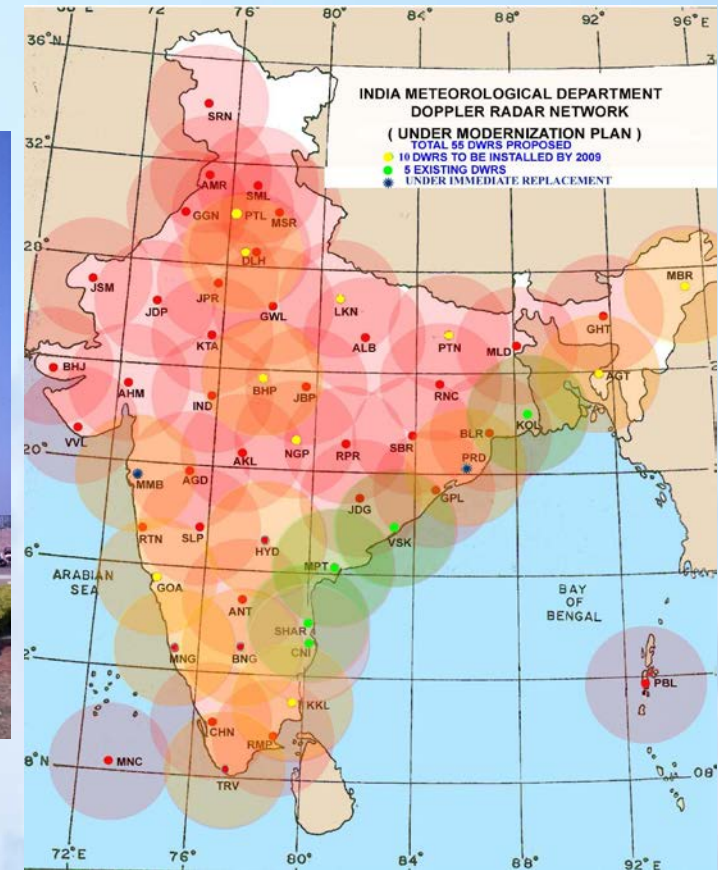 68° E
72°
76°
80°
84°
88°
92°
96° E
36° N
3
INDIA METEOROLOGICAL DEPARTMENT
DOPPLER RADAR NETWORK
( UNDER MODERNIZATION PLAN )
TOTAL 55 DWRS PROPOSED
10 DWRS TO BE INSTALLED BY 2009
5 EXISTING DWRS
UNDER IMMEDIATE REPLACEMENT
SRN
32°
AMR
SML
GGN
PTL
MSR
28°
DLH
MBR
JSM
JDP
JPR
GWL
LKN
GHT
KTA
ALB
PTN
MLD
BHJ
AHM
IND
BHP
JBP
RNC
AGT
VVL
KOL
20°
AKL
NGP
RPR
SBR
BLR
PRD
MMB
AGD
JDG
GPL
RTN
SLP
HYD
VSK
6°
MPT
ARABIAN
SEA
GOA
ANT
BAY
OF
BENGAL
SHAR
CNI
2°
MNG
BNG
PBL
KKL
CHN
RMP
8° N
MNC
TRV
08°
72° E
76°
80°
84°
88°
92° E